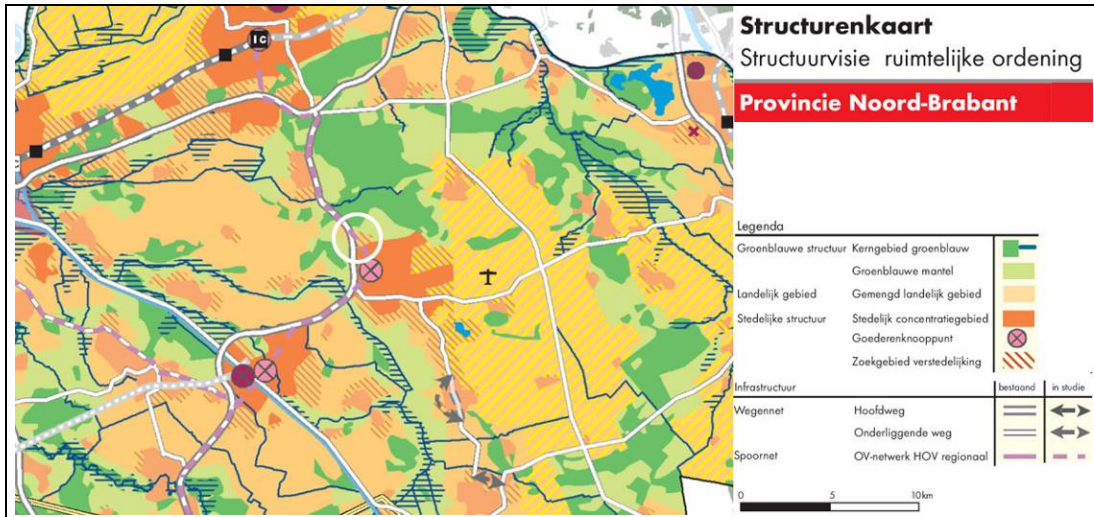 IC
C
Structurenkaart
Structuurvisie ruimtelijke ordening
Provincie Noord-Brabant
Legenda
Groenblauwe structuur Kerngebied groenblauw
Groenblauwe mantel
Landelijk gebied Gemengd landelijk gebied
Stedelijke structuur Stedelijk concentratiegebied
Goederenknooppunt
Zoekgebied verstedelijking
Infrastructuur bestaand in studie
Wegennet Hoofdweg
Onderliggende weg
Spoornet OV-netwerk HOV regionaal
0 5 10km